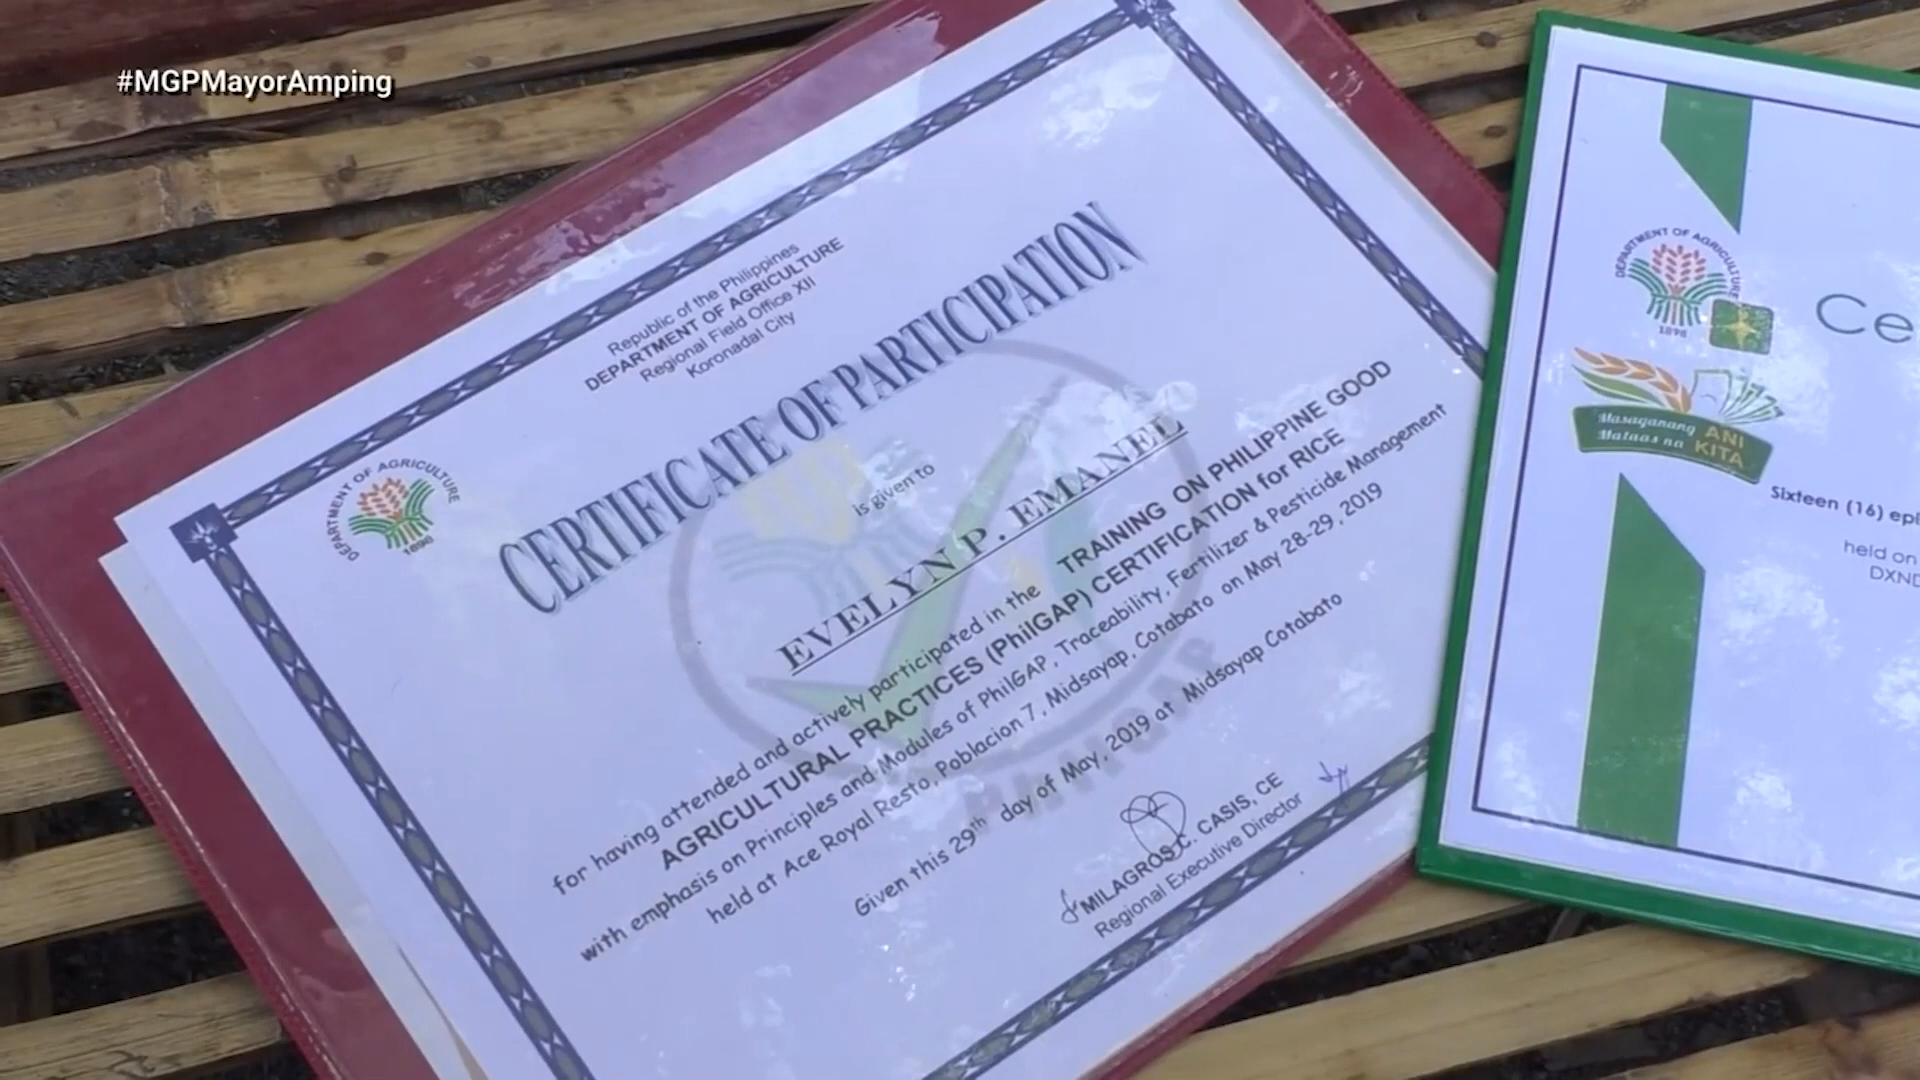 #MGPMayorAmping
Republic of the Philippines
DEPARTMENT OF AGRICULTURE
Regional Field Office XII
Koronadal City
DEPARTMENT OF AGRICULTURE
1898
CERTIFICATE OF PARTICIPATION
is given to
EVELYN P. EMANEL
for having attended and actively participated in the TRAINING ON PHILIPPINE GOOD
AGRICULTURAL PRACTICES (PhilGAP) CERTIFICATION for RICE
with emphasis on Principles and Modules of PhilGAP, Traceability, Fertilizer & Pesticide Management
held at Ace Royal Resto, Poblacion 7, Midsayap, Cotabato on May 28-29, 2019
Given this 29th day of May, 2019 at Midsayap Cotabato
MILAGROS C. CASIS, CE
Regional Executive Director
DEPARTMENT OF AGRICULTURE
1898
Ce
Masaganang ANI
Mataas na KITA
Sixteen (16) epi
held on
DXND